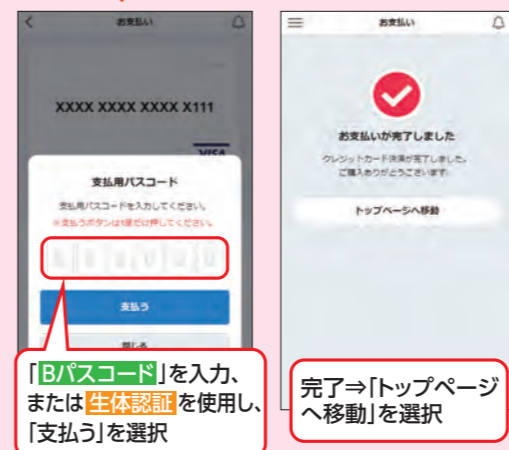 お支払い
XXXX XXXX XXXX X111
VISA
支払用パスコード
支払用パスコードを入力してください。
※支払うボタンは1度だけ押してください。
支払う
閉じる
「Bパスコード」を入力、
または生体認証を使用し、
「支払う」を選択
お支払い
お支払いが完了しました
クレジットカード決済が完了しました。
ご購入ありがとうございます。
トップページへ移動
完了⇒「トップページ
へ移動」を選択